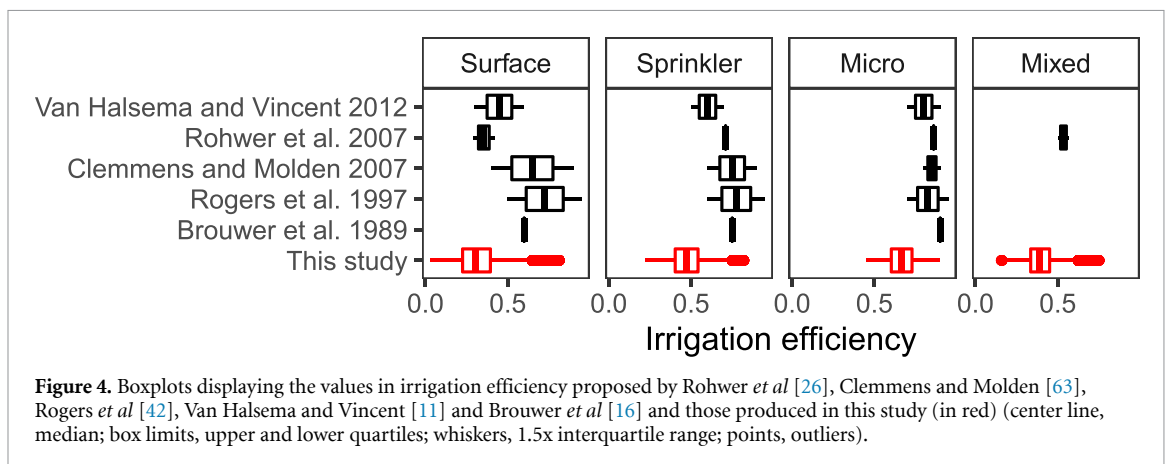 Surface Sprinkler Micro Mixed
Van Halsema and Vincent 2012
Rohwer et al. 2007
Clemmens and Molden 2007
Rogers et al. 1997
Brouwer et al. 1989
This study
0.0 0.5 0.0 0.5 0.0 0.5 0.0 0.5
Irrigation efficiency
Figure 4. Boxplots displaying the values in irrigation efficiency proposed by Rohwer et al [26], Clemmens and Molden [63],
Rogers et al [42], Van Halsema and Vincent [11] and Brouwer et al [16] and those produced in this study (in red) (center line,
median; box limits, upper and lower quartiles; whiskers, 1.5x interquartile range; points, outliers).